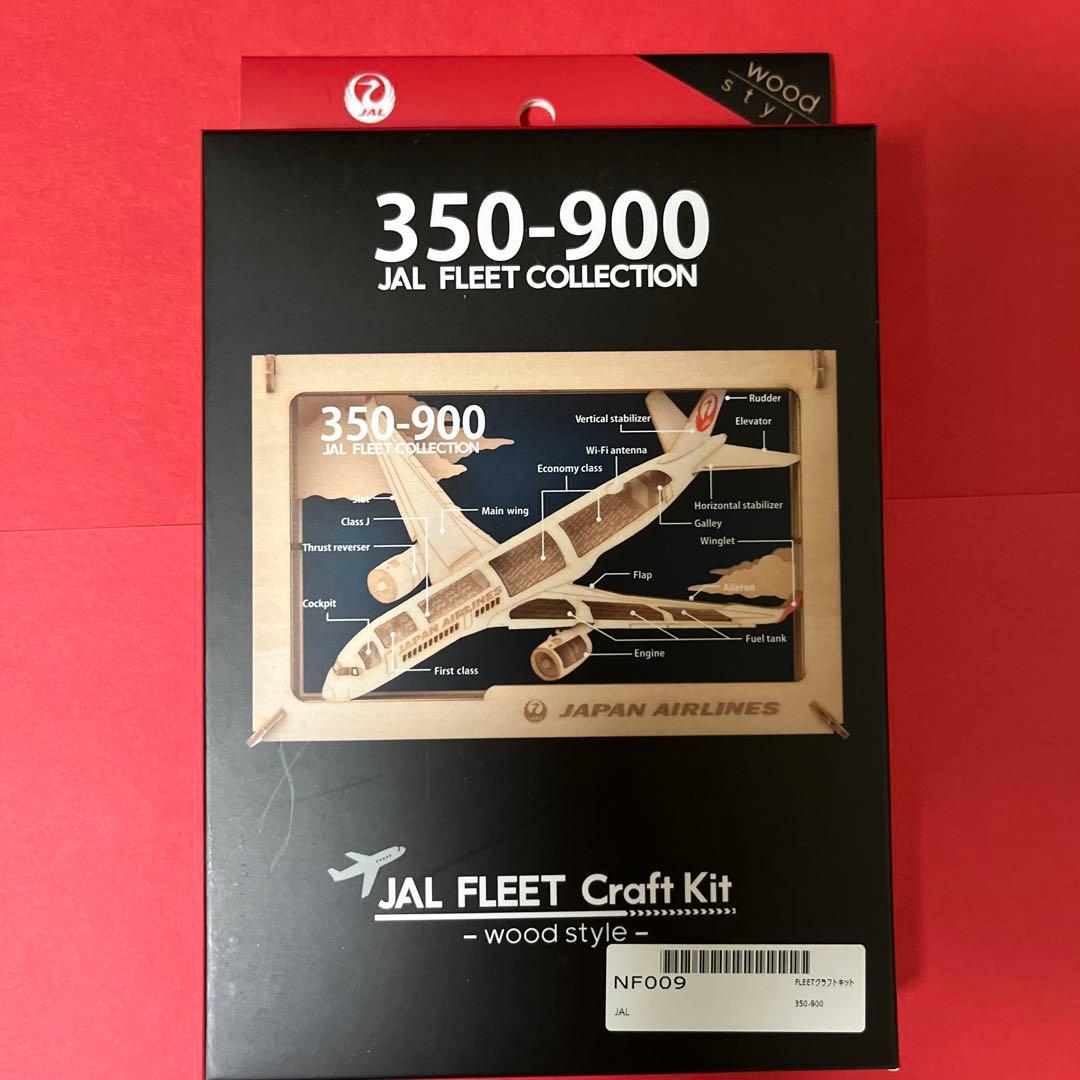 JAL
wood
styl
350-900
JAL FLEET COLLECTION
350-900
JAL FLEET COLLECTION
Rudder
Vertical stabilizer
Elevator
Wi-Fi antenna
Economy class
Slat
Main wing
Horizontal stabilizer
Class J
Galley
Thrust reverser
Winglet
Flap
Aileron
Cockpit
JAPAN AIRLINES
Fuel tank
Engine
First class
JAL
JAPAN AIRLINES
JAL FLEET Craft Kit
- wood style -
NF009
FLEETクラフトキット
350-900
JAL